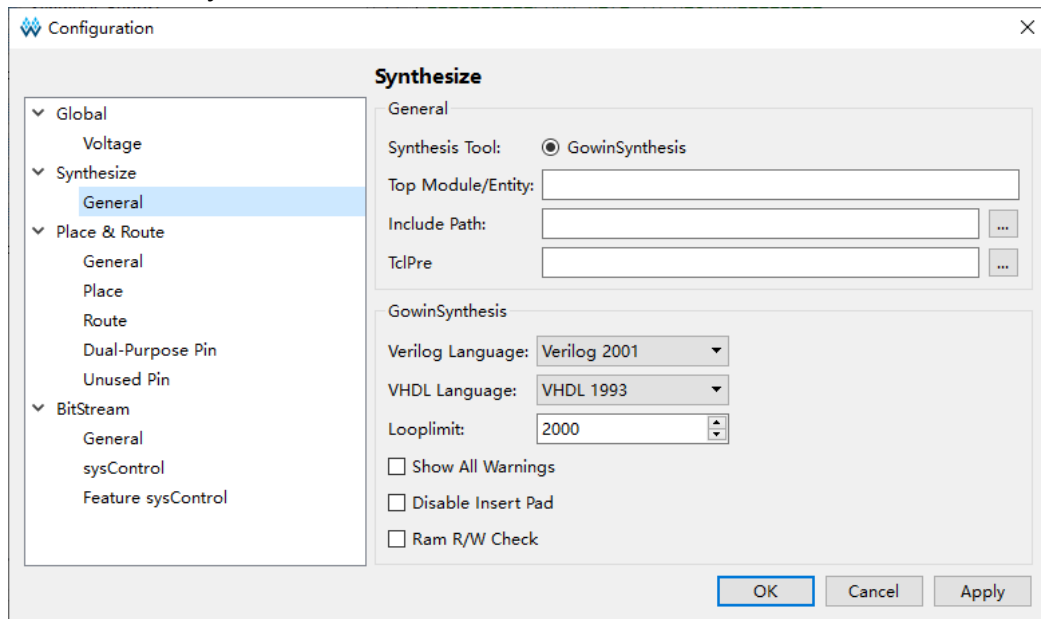 Configuration
Global
Voltage
Synthesize
General
Place & Route
General
Place
Route
Dual-Purpose Pin
Unused Pin
BitStream
General
sysControl
Feature sysControl
Synthesize
General
Synthesis Tool: GowinSynthesis
Top Module/Entity:
Include Path: ...
TclPre ...
GowinSynthesis
Verilog Language: Verilog 2001
VHDL Language: VHDL 1993
Looplimit: 2000
Show All Warnings
Disable Insert Pad
Ram R/W Check
OK Cancel Apply